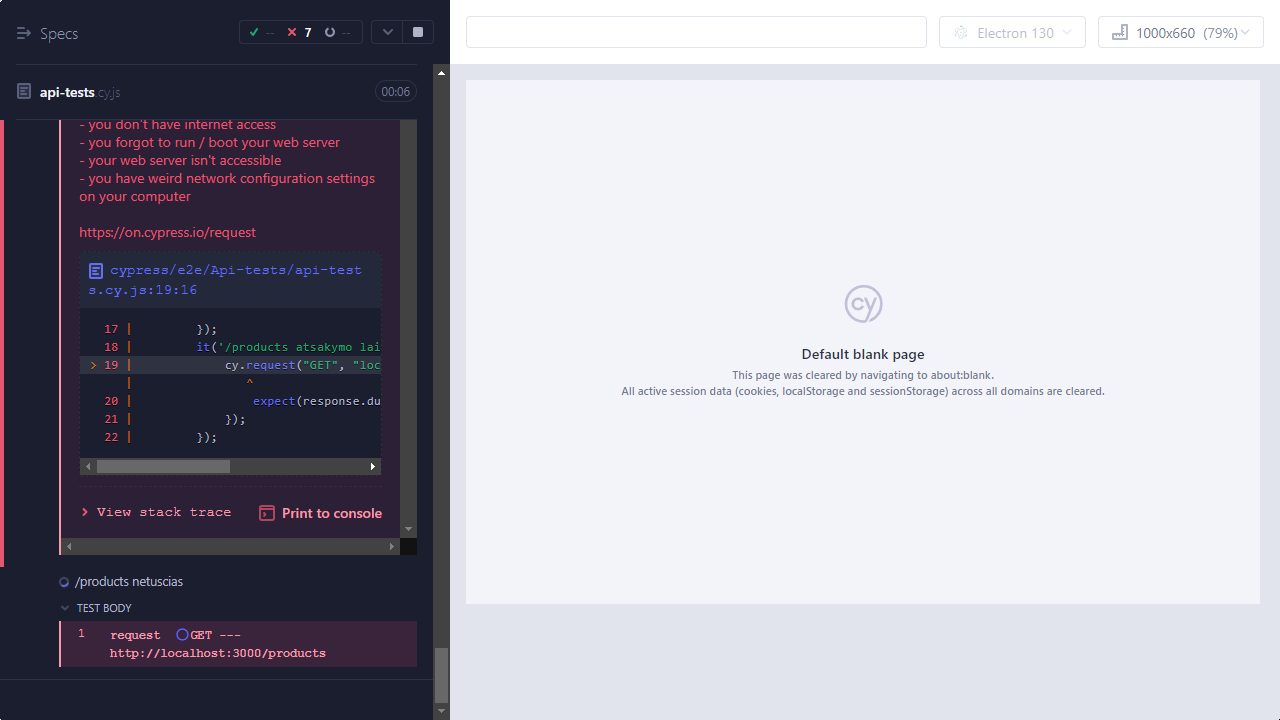 Specs
-- 7 --
Electron 130
1000x660 (79%)
api-tests cy.js
00:06
- you don't have internet access
- you forgot to run / boot your web server
- your web server isn't accessible
- you have weird network configuration settings
on your computer
https://on.cypress.io/request
cypress/e2e/Api-tests/api-test
s.cy.js:19:16
17 | });
18 | it('/products atsakymo lai
> 19 | cy.request("GET", "loc
| ^
20 | expect(response.du
21 | });
22 | });
> View stack trace
Print to console
/products netuscias
TEST BODY
1 request GET ---
http://localhost:3000/products
cy
Default blank page
This page was cleared by navigating to about:blank.
All active session data (cookies, localStorage and sessionStorage) across all domains are cleared.